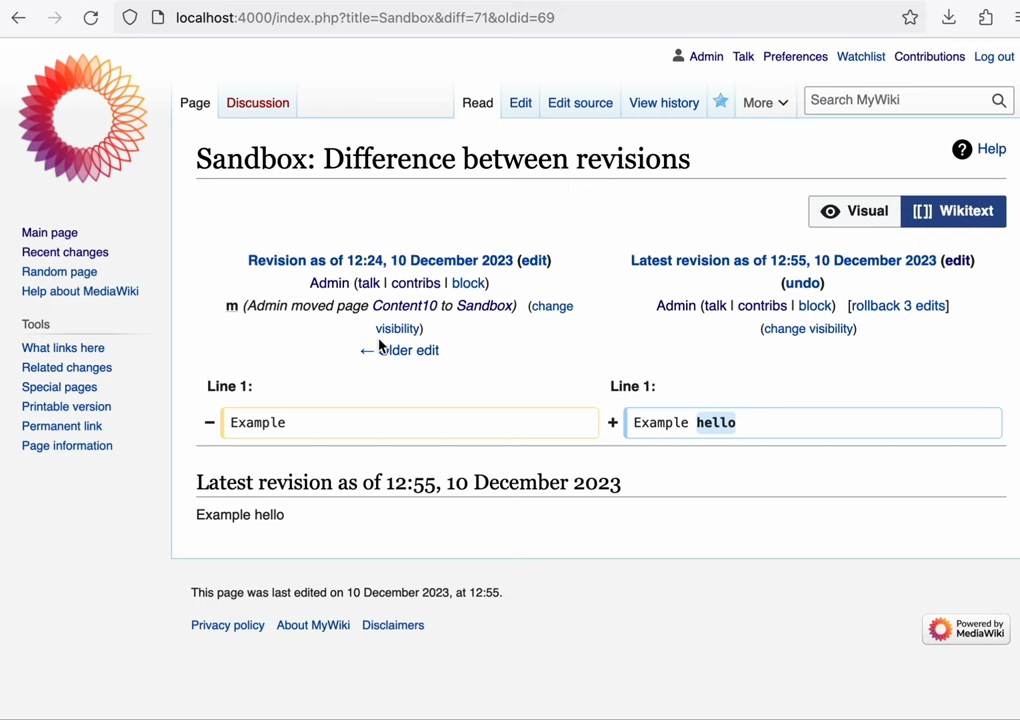 localhost:4000/index.php?title=Sandbox&diff=71&oldid=69
Admin Talk Preferences Watchlist Contributions Log out
Page Discussion Read Edit Edit source View history More Search MyWiki
Sandbox: Difference between revisions
Help
Visual [[]] Wikitext
Revision as of 12:24, 10 December 2023 (edit)
Admin (talk | contribs | block)
m (Admin moved page Content10 to Sandbox) (change
visibility)
← Older edit
Latest revision as of 12:55, 10 December 2023 (edit)
(undo)
Admin (talk | contribs | block) [rollback 3 edits]
(change visibility)
Line 1:
Line 1:
− Example
+ Example hello
Latest revision as of 12:55, 10 December 2023
Example hello
Main page
Recent changes
Random page
Help about MediaWiki
Tools
What links here
Related changes
Special pages
Printable version
Permanent link
Page information
This page was last edited on 10 December 2023, at 12:55.
Privacy policy About MyWiki Disclaimers
Powered by
MediaWiki